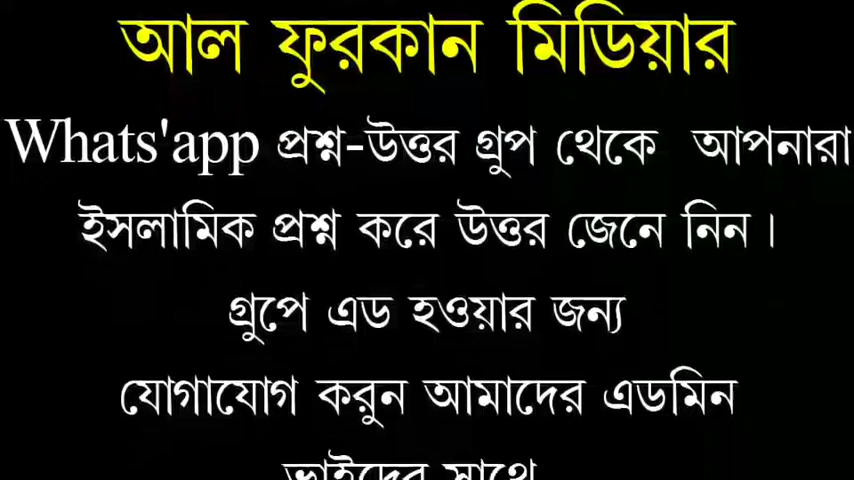 আল ফুরকান মিডিয়ার
Whats'app প্রশ্ন-উত্তর গ্রুপ থেকে আপনারা
ইসলামিক প্রশ্ন করে উত্তর জেনে নিন।
গ্রুপে এড হওয়ার জন্য
যোগাযোগ করুন আমাদের এডমিন
ভাইদের সাথে